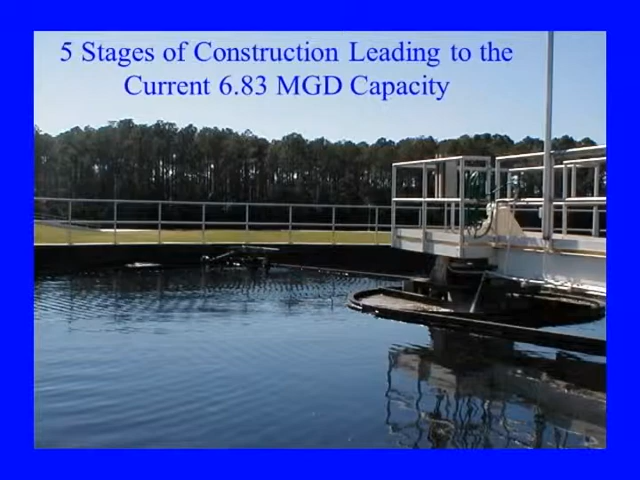 5 Stages of Construction Leading to the
Current 6.83 MGD Capacity